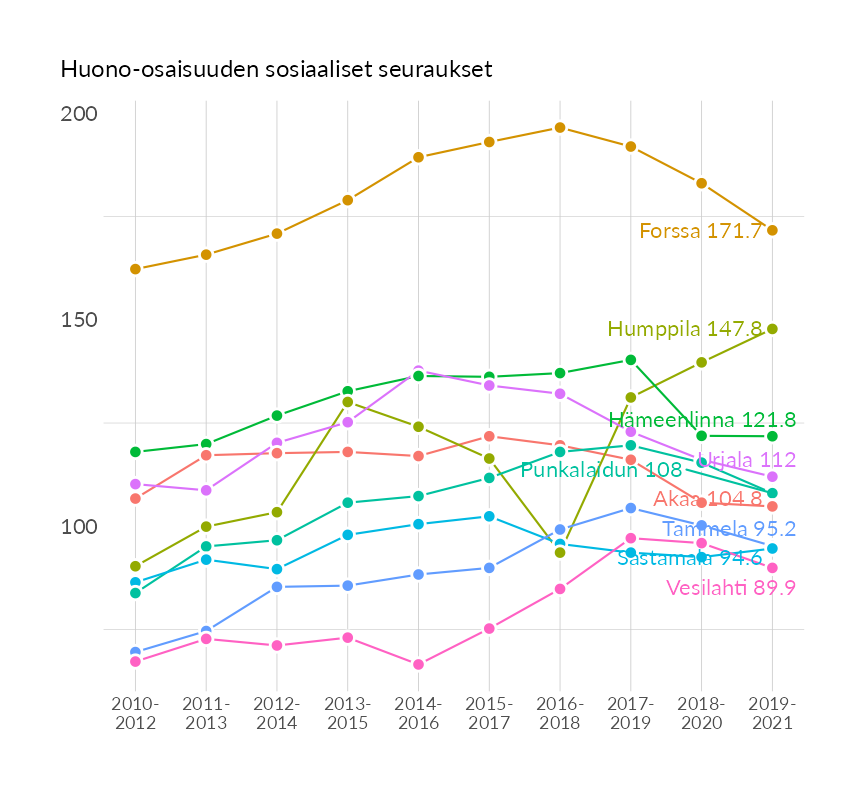 Huono-osaisuuden sosiaaliset seuraukset
200
Forssa 171.7
150
Humppila 147.8
Hämeenlinna 121.8
Urjala 112
Punkalaidun 108
Akaa 104.8
100
Tammela 95.2
Sastamala 94.6
Vesilahti 89.9
2010- 2011- 2012- 2013- 2014- 2015- 2016- 2017- 2018- 2019-
2012 2013 2014 2015 2016 2017 2018 2019 2020 2021